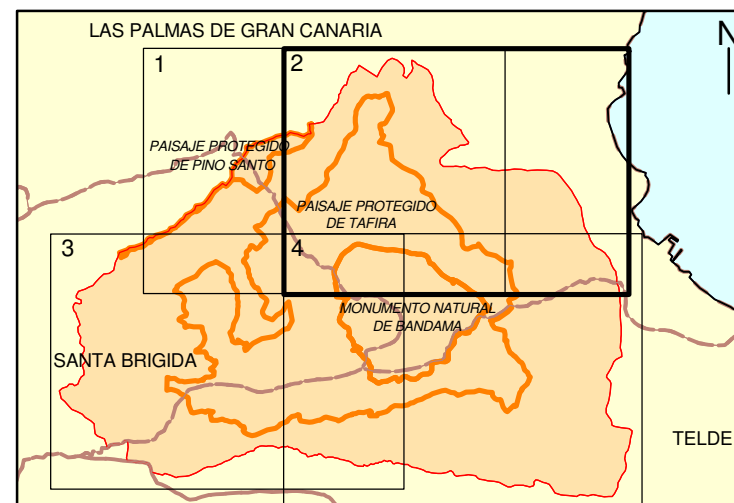 LAS PALMAS DE GRAN CANARIA
N
1
2
PAISAJE PROTEGIDO
DE PINO SANTO
PAISAJE PROTEGIDO
DE TAFIRA
3
4
MONUMENTO NATURAL
DE BANDAMA
SANTA BRIGIDA
TELDE